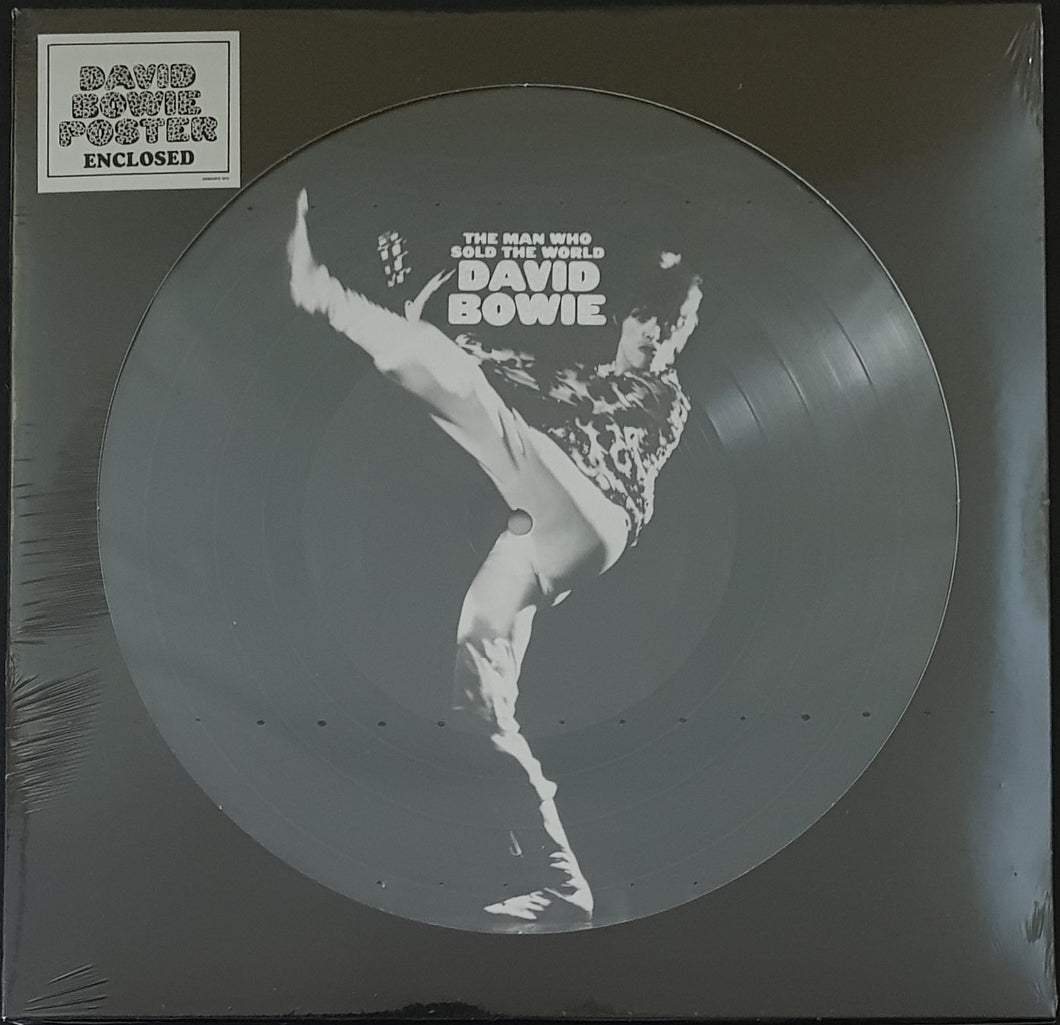 DAVID
BOWIE
POSTER
ENCLOSED
THE MAN WHO
SOLD THE WORLD
DAVID
BOWIE